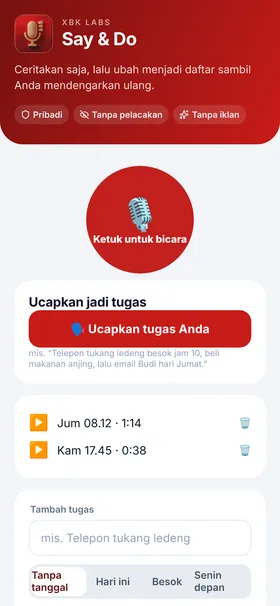 XBK LABS
Say & Do
Ceritakan saja, lalu ubah menjadi daftar sambil
Anda mendengarkan ulang.
Pribadi
Tanpa pelacakan
Tanpa iklan
Ketuk untuk bicara
Ucapkan jadi tugas
Ucapkan tugas Anda
mis. “Telepon tukang ledeng besok jam 10, beli
makanan anjing, lalu email Budi hari Jumat.”
Jum 08.12 · 1:14
Kam 17.45 · 0:38
Tambah tugas
mis. Telepon tukang ledeng
Tanpa
tanggal
Hari ini
Besok
Senin
depan